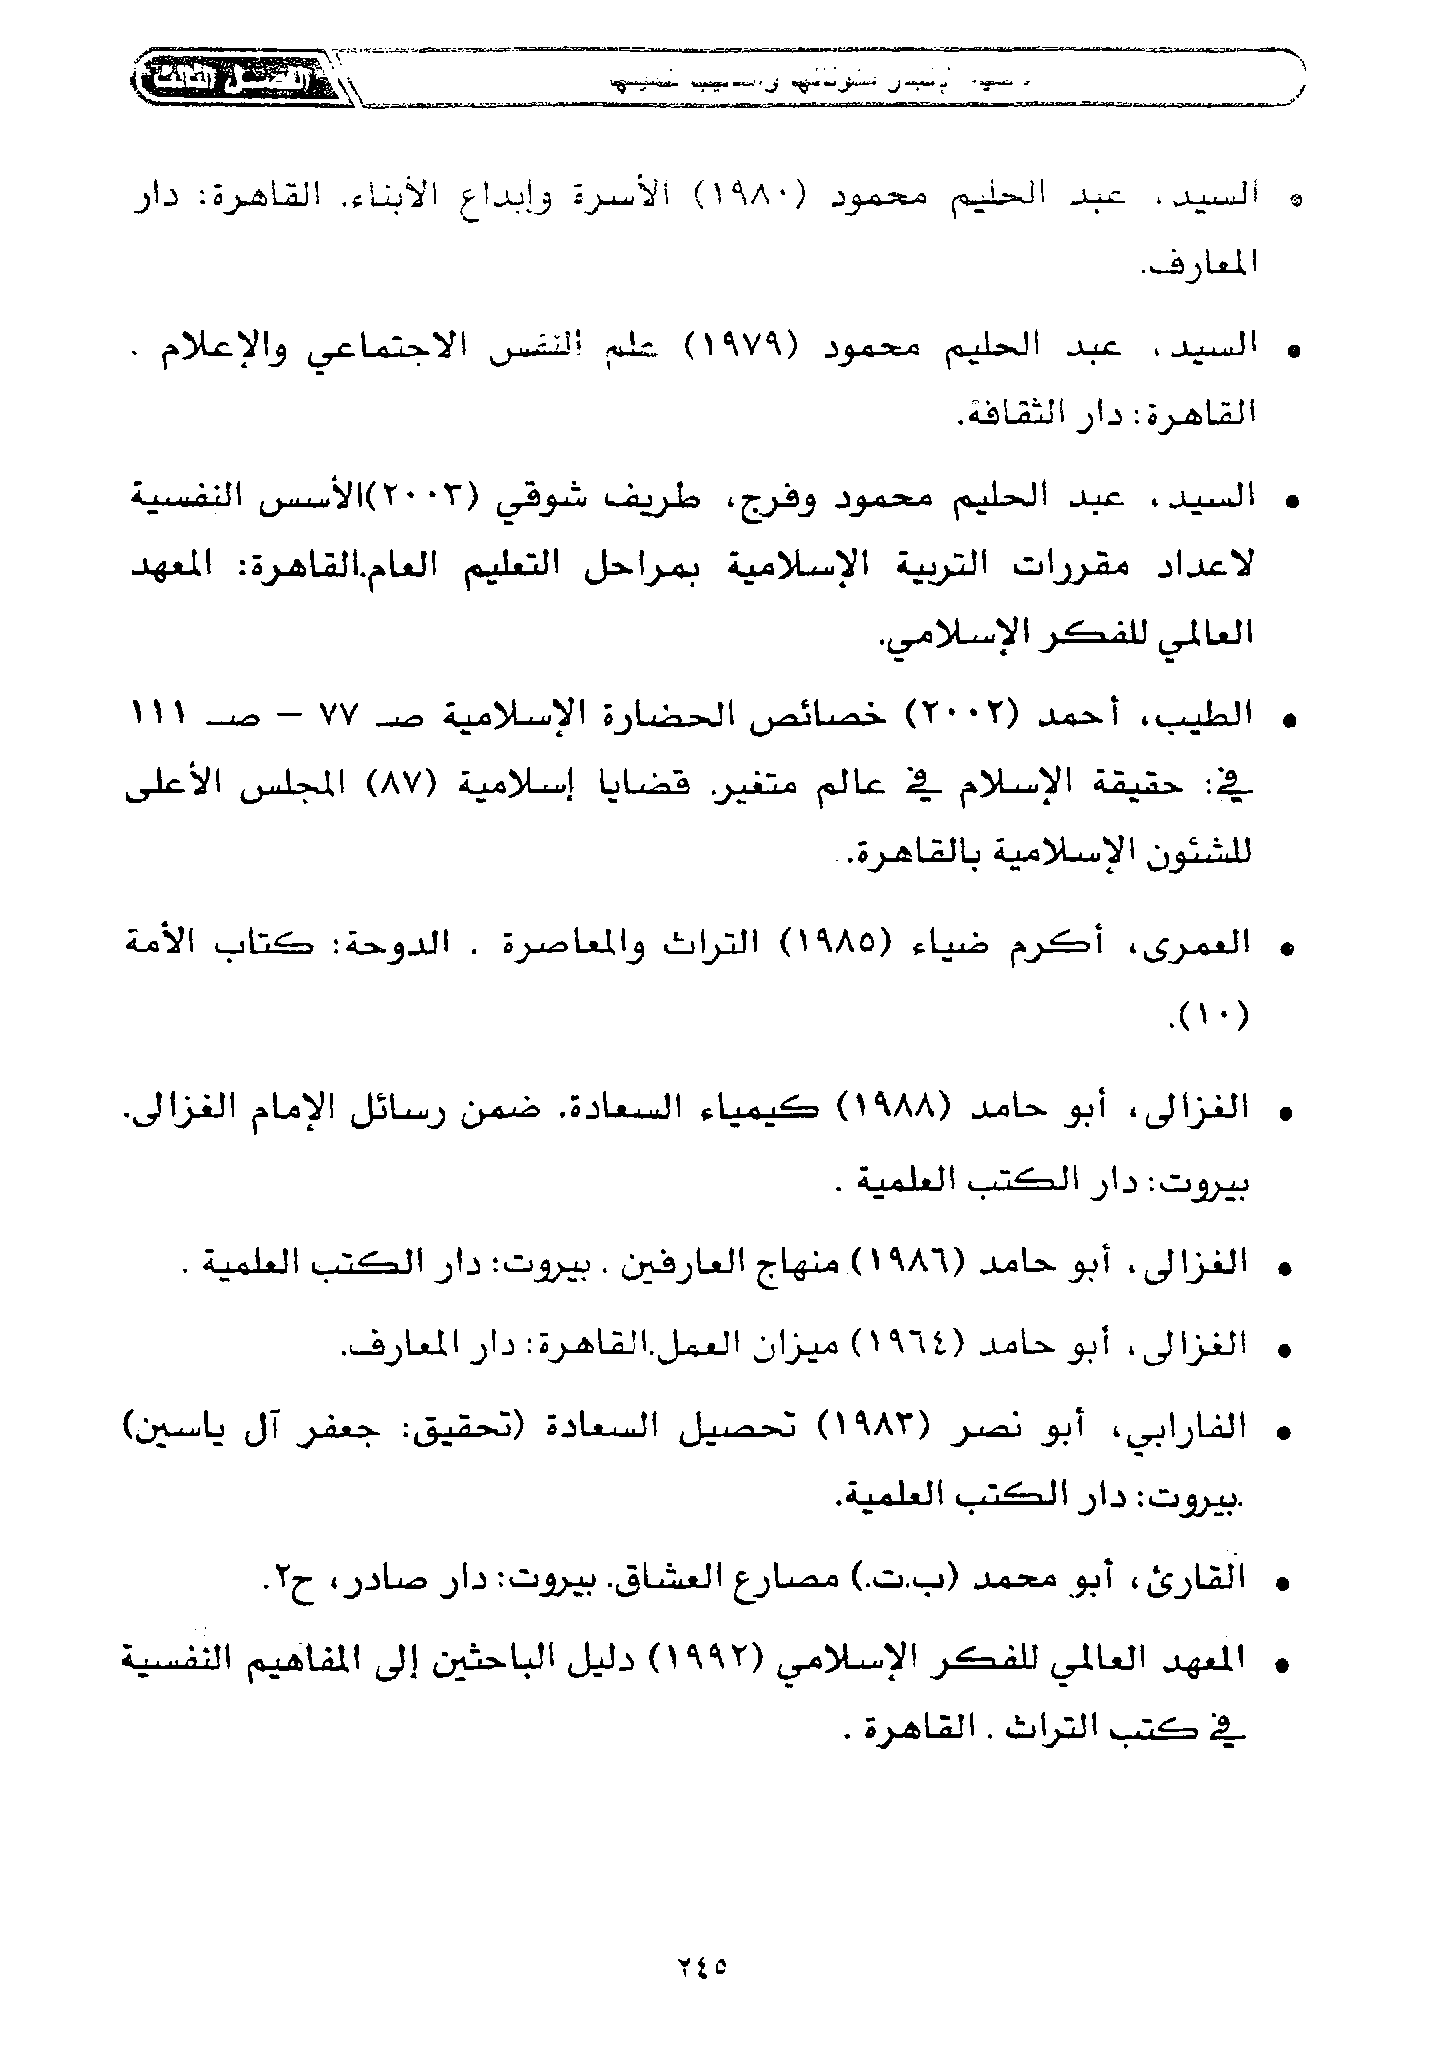 الفصل الثالث
السيد، عبد الحليم محمود (١٩٨٠) الأسرة وإبداع الأبناء. القاهرة: دار
المعارف.
السيد، عبد الحليم محمود (١٩٧٩) علم النفس الاجتماعي والإعلام .
القاهرة: دار الثقافة.
السيد، عبد الحليم محمود وفرج، طريف شوقي (٢٠٠٣)الأسس النفسية
لاعداد مقررات التربية الإسلامية بمراحل التعليم العام.القاهرة: المعهد
العالمي للفكر الإسلامي.
الطيب، أحمد (٢٠٠٢) خصائص الحضارة الإسلامية صـ ٧٧ – صـ ١١١
في: حقيقة الإسلام في عالم متغير. قضايا إسلامية (٨٧) المجلس الأعلى
للشئون الإسلامية بالقاهرة.
العمرى، أكرم ضياء (١٩٨٥) التراث والمعاصرة . الدوحة: كتاب الأمة
(١٠).
الغزالى، أبو حامد (١٩٨٨) كيمياء السعادة. ضمن رسائل الإمام الغزالى.
بيروت: دار الكتب العلمية .
الغزالى، أبو حامد (١٩٨٦) منهاج العارفين . بيروت: دار الكتب العلمية .
الغزالى، أبو حامد (١٩٦٤) ميزان العمل.القاهرة: دار المعارف.
الفارابي، أبو نصر (١٩٨٣) تحصيل السعادة (تحقيق: جعفر آل ياسين)
.بيروت: دار الكتب العلمية.
القارئ، أبو محمد (ب.ت.) مصارع العشاق. بيروت: دار صادر، ح٢.
المعهد العالمي للفكر الإسلامي (١٩٩٢) دليل الباحثين إلى المفاهيم النفسية
في كتب التراث . القاهرة .
٢٤٥